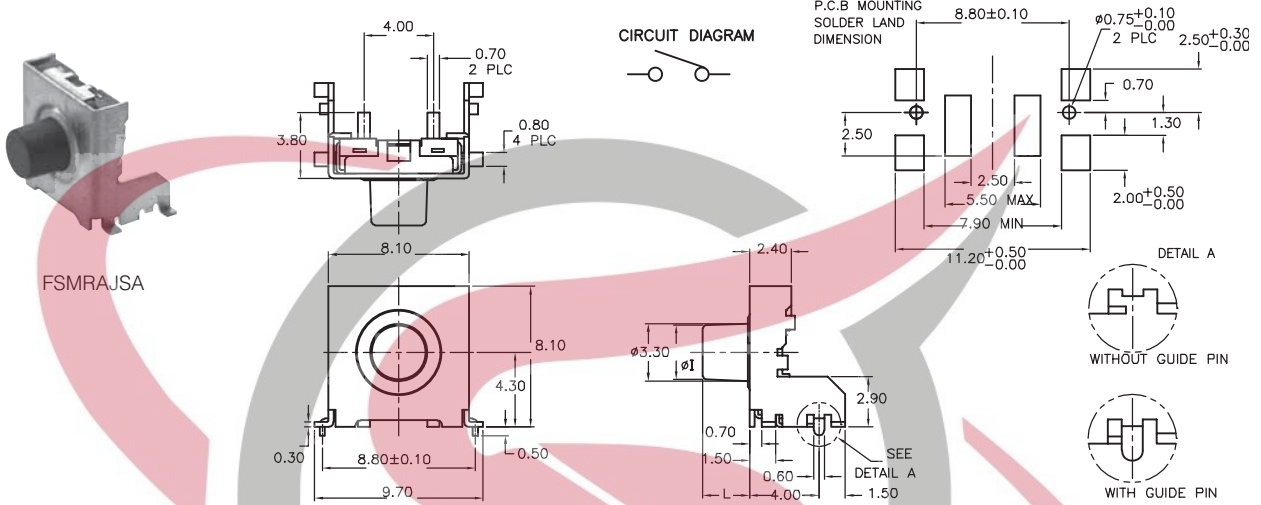 P.C.B MOUNTING
SOLDER LAND
DIMENSION
8.80±0.10
ø0.75+0.10
-0.00
2 PLC
2.50+0.30
-0.00
0.70
1.30
2.50
2.50
5.50 MAX
2.00+0.50
-0.00
7.90 MIN
11.20+0.50
-0.00
CIRCUIT DIAGRAM
4.00
0.70
2 PLC
3.80
0.80
4 PLC
FSMRAJSA
8.10
8.10
4.30
0.30
0.50
8.80±0.10
9.70
2.40
ø3.30
øI
2.90
0.70
1.50
0.60
SEE
DETAIL A
L
4.00
1.50
DETAIL A
WITHOUT GUIDE PIN
WITH GUIDE PIN